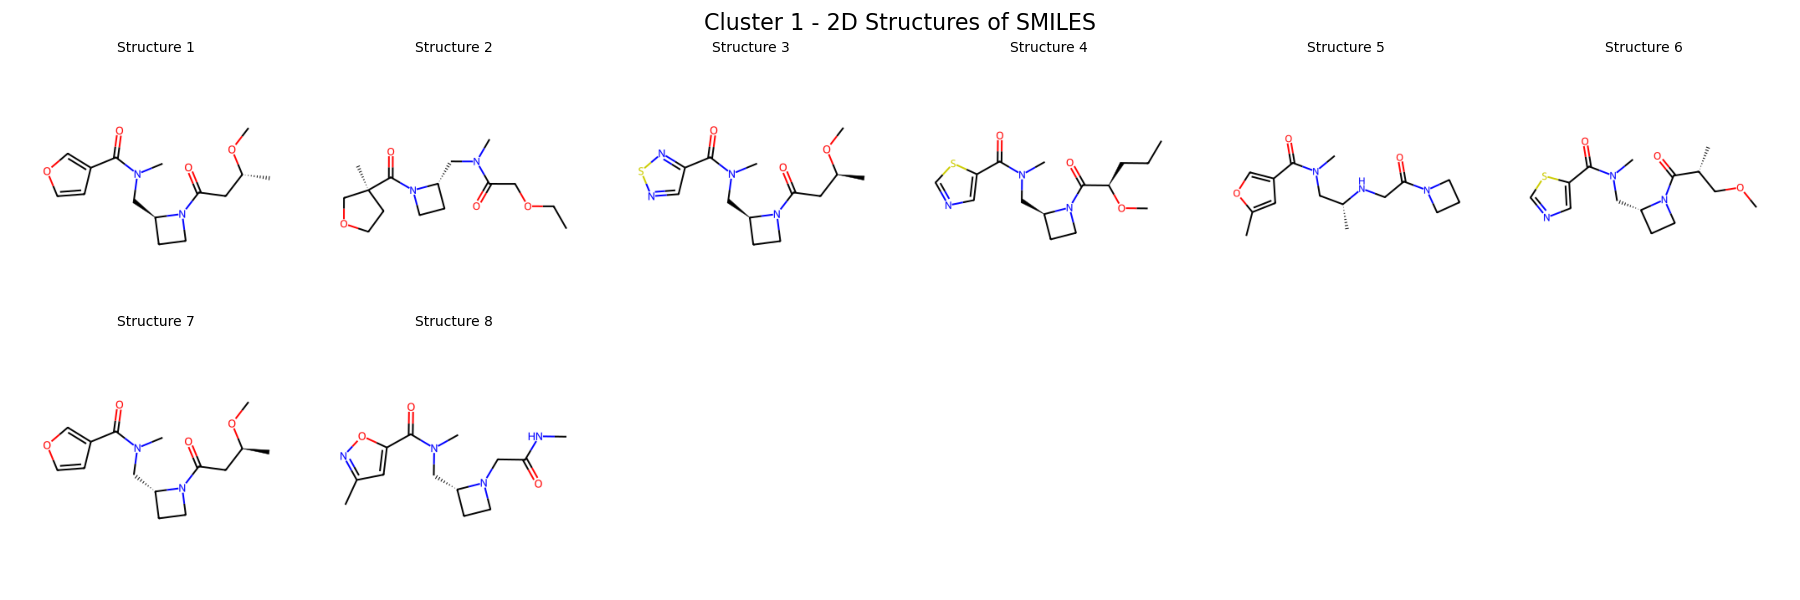 Cluster 1 - 2D Structures of SMILES
Structure 1
Structure 2
Structure 3
Structure 4
Structure 5
Structure 6
O
O
N
O
N
O
O
O
N
N
O
O
S
N
N
O
N
O
N
O
S
N
O
N
O
N
O
O
O
N
H
N
O
N
S
N
O
N
O
N
O
Structure 7
Structure 8
O
O
N
O
N
O
O
N
O
N
N
HN
O